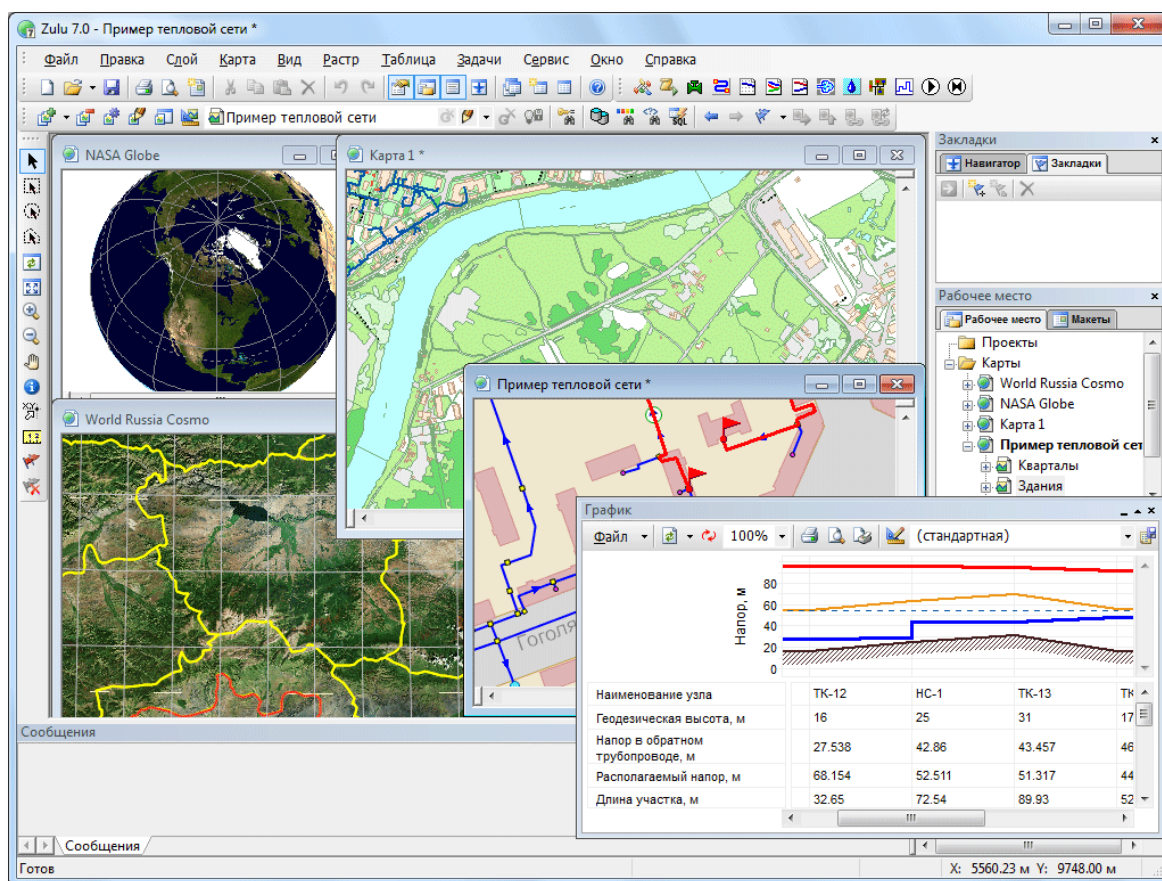 Zulu 7.0 - Пример тепловой сети *
Файл Правка Слой Карта Вид Растр Таблица Задачи Сервис Окно Справка
Пример тепловой сети
SQL
NASA Globe
Карта 1 *
Закладки
Навигатор Закладки
Рабочее место
Рабочее место Макеты
Проекты
Карты
World Russia Cosmo
NASA Globe
Карта 1
Пример тепловой сет
Кварталы
Здания
World Russia Cosmo
Пример тепловой сети *
Гоголя
График
Файл 100% (стандартная)
Напор, м
80
60
40
20
0
Наименование узла ТК-12 НС-1 ТК-13 ТК
Геодезическая высота, м 16 25 31 17
Напор в обратном
трубопроводе, м 27.538 42.86 43.457 46
Располагаемый напор, м 68.154 52.511 51.317 44
Длина участка, м 32.65 72.54 89.93 52
Сообщения
Сообщения
Готов
X: 5560.23 м Y: 9748.00 м